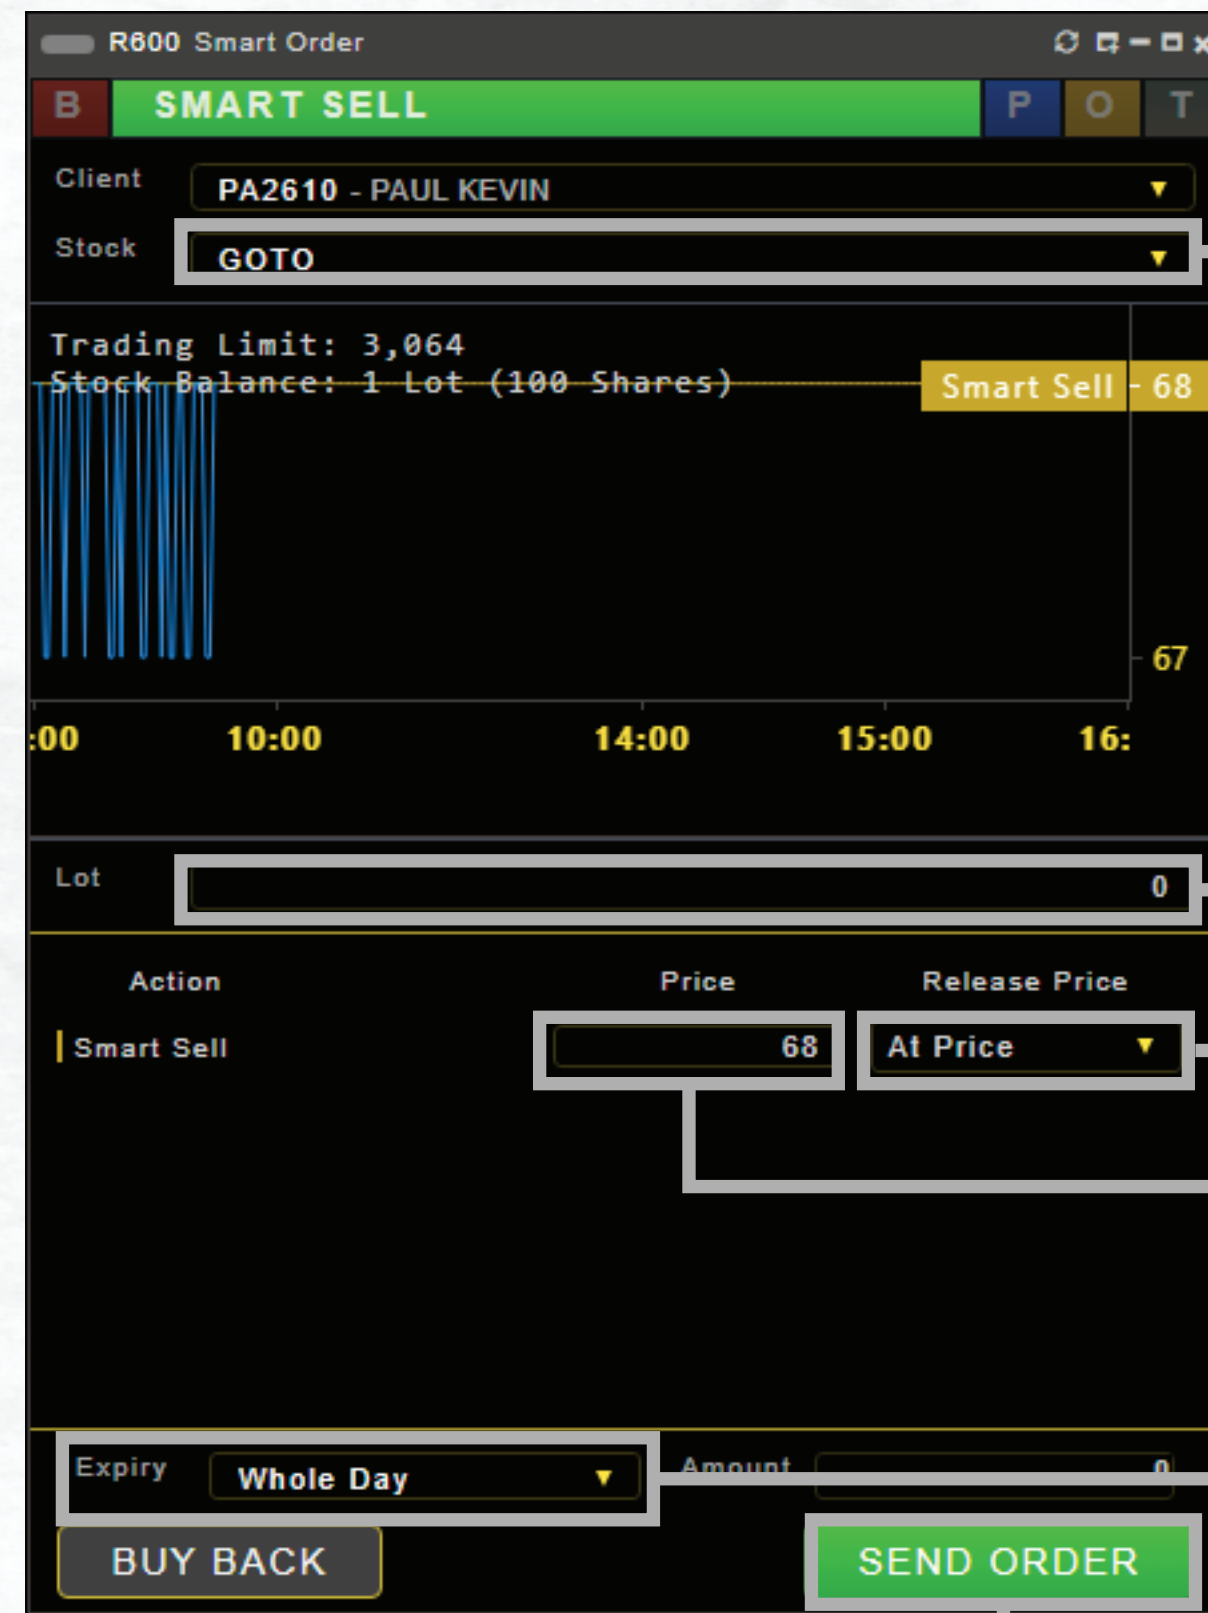 R600 Smart Order
B SMART SELL P O T
Client PA2610 - PAUL KEVIN
Stock GOTO
Trading Limit: 3,064
Stock Balance: 1 Lot (100 Shares)
Smart Sell 68
67
:00 10:00 14:00 15:00 16:
Lot 0
Action Price Release Price
Smart Sell 68 At Price
Expiry Whole Day Amount 0
BUY BACK SEND ORDER